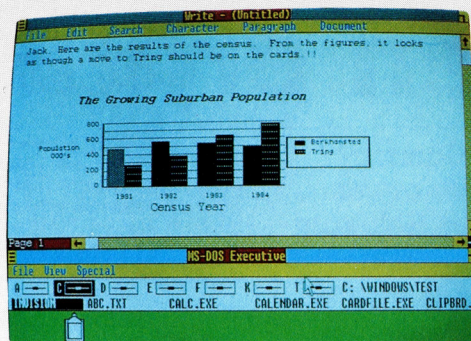 Write - (Untitled)
File Edit Search Character Paragraph Document
Jack. Here are the results of the census. From the figures, it looks
as though a move to Tring should be on the cards.!!
The Growing Suburban Population
Population
000's
800
600
400
200
0
1981 1982 1983 1984
Census Year
Berkhamsted
Tring
Page 1
MS-DOS Executive
File View Special
A C D E F K T C: \WINDOWS\TEST
ABC.TXT CALC.EXE CALENDAR.EXE CARDFILE.EXE CLIPBRD.